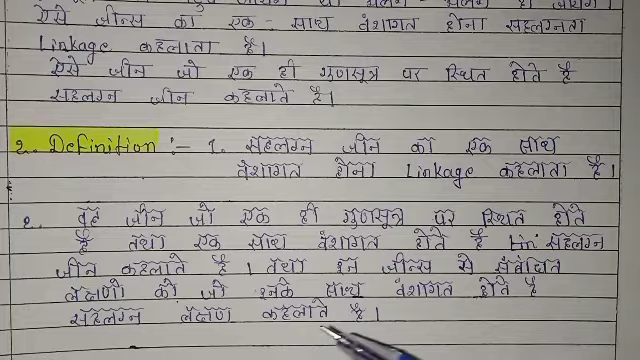 ऐसे जीन्स का एक - साथ वंशागत होना सहलग्नता
Linkage कहलाता है।
ऐसे जीन जो एक ही गुणसूत्र पर स्थित होते है
सहलग्न जीन कहलाते है।
2. Definition :- 1. सहलग्न जीन का एक साथ
वंशागत होना Linkage कहलाता है।
2. वह जीन जो एक ही गुणसूत्र पर स्थित होते
है तथा एक साथ वंशागत होते है सहलग्न
जीन कहलाते है। तथा इन जीन्स से संबंधित
लक्षणो को जो इनके साथ वंशागत होते है
सहलग्न लक्षण कहलाते है।